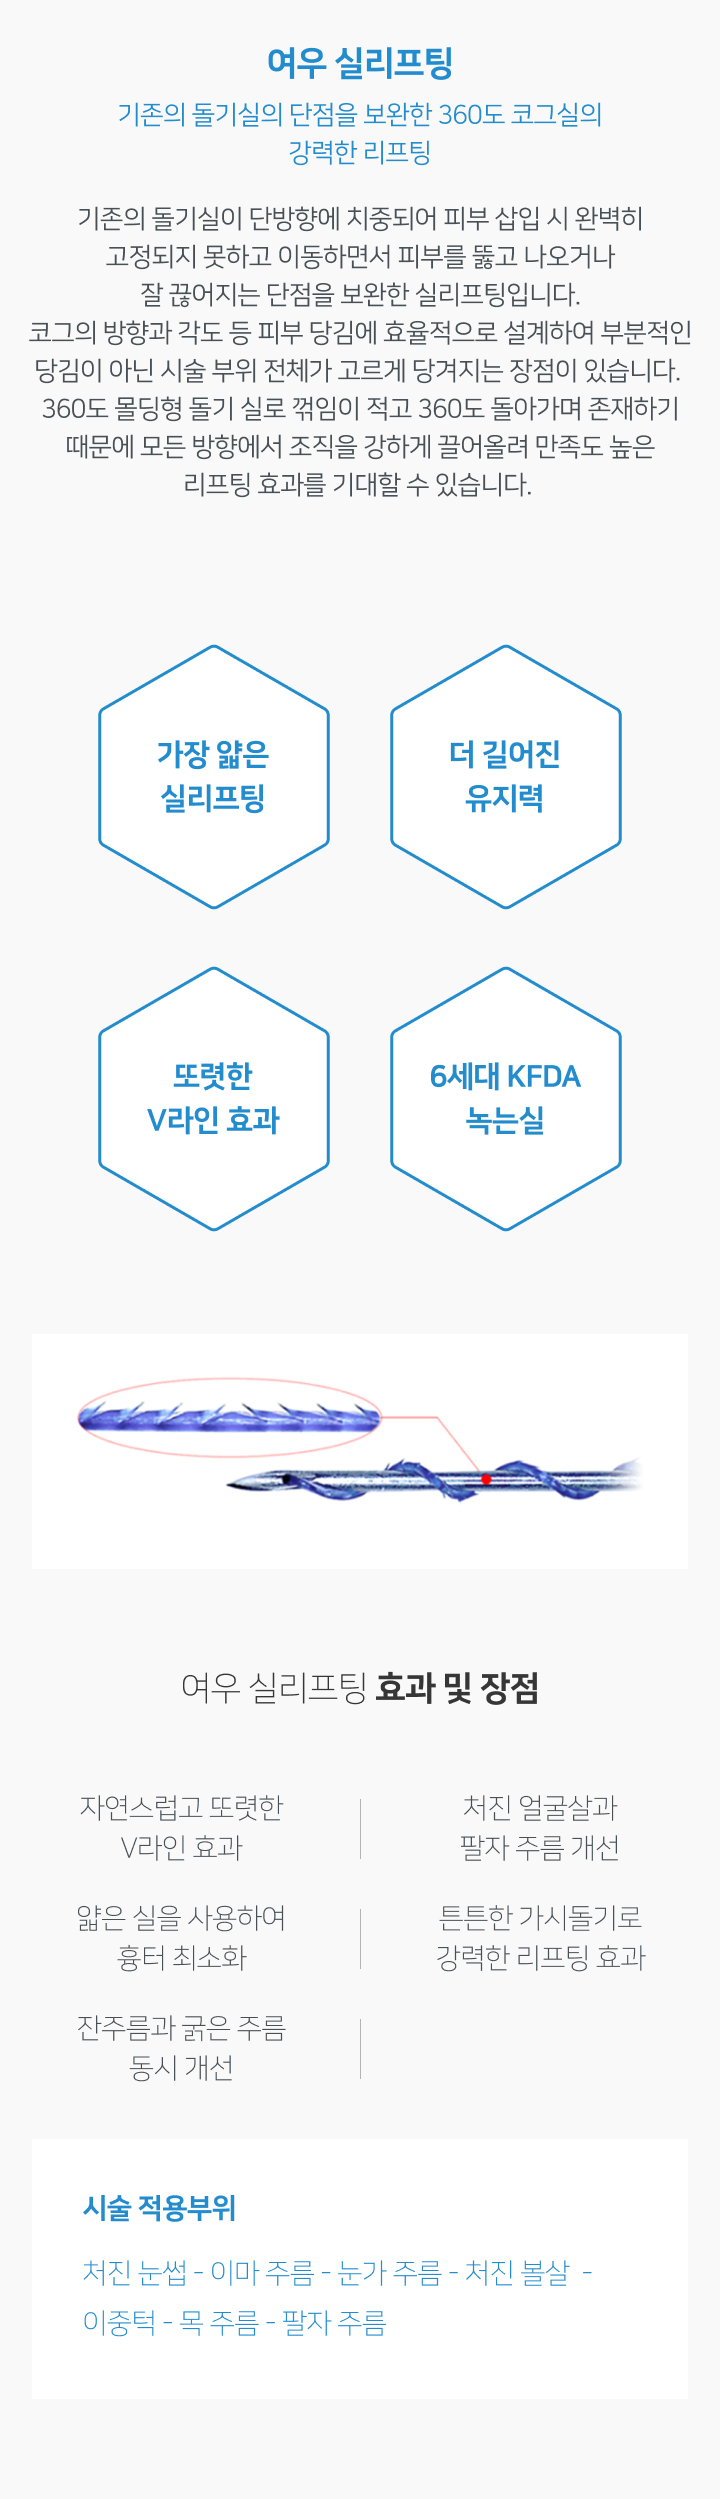 여우 실리프팅
기존의 돌기실의 단점을 보완한 360도 코그실의
강력한 리프팅
기존의 돌기실이 단방향에 치중되어 피부 삽입 시 완벽히
고정되지 못하고 이동하면서 피부를 뚫고 나오거나
잘 끊어지는 단점을 보완한 실리프팅입니다.
코그의 방향과 각도 등 피부 당김에 효율적으로 설계하여 부분적인
당김이 아닌 시술 부위 전체가 고르게 당겨지는 장점이 있습니다.
360도 몰딩형 돌기 실로 꺾임이 적고 360도 돌아가며 존재하기
때문에 모든 방향에서 조직을 강하게 끌어올려 만족도 높은
리프팅 효과를 기대할 수 있습니다.
가장 얇은
실리프팅
더 길어진
유지력
또렷한
V라인 효과
6세대 KFDA
녹는실
여우 실리프팅 효과 및 장점
자연스럽고 또렷한
V라인 효과
처진 얼굴살과
팔자 주름 개선
얇은 실을 사용하여
흉터 최소화
튼튼한 가시돌기로
강력한 리프팅 효과
잔주름과 굵은 주름
동시 개선
시술 적용부위
처진 눈썹 - 이마 주름 - 눈가 주름 - 처진 볼살 -
이중턱 - 목 주름 - 팔자 주름